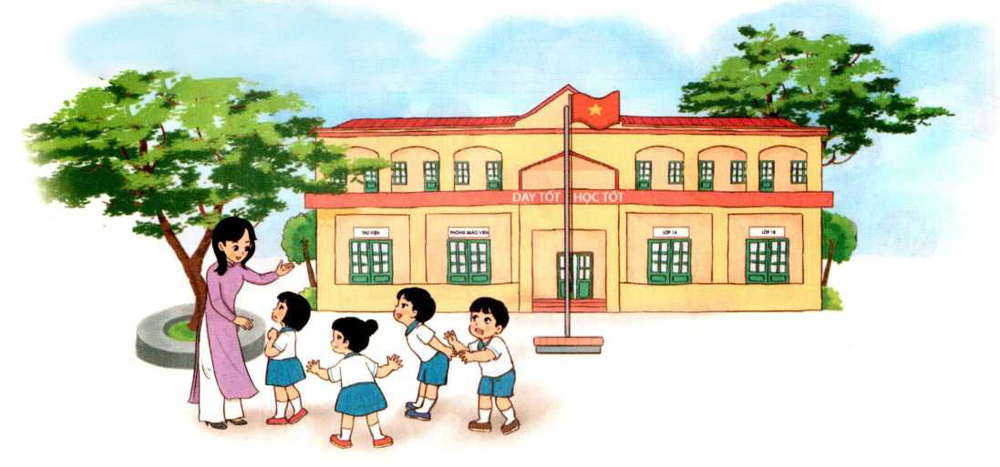 DẠY TỐT HỌC TỐT
THƯ VIỆN
PHÒNG GIÁO VIÊN
LỚP 1A
LỚP 1B